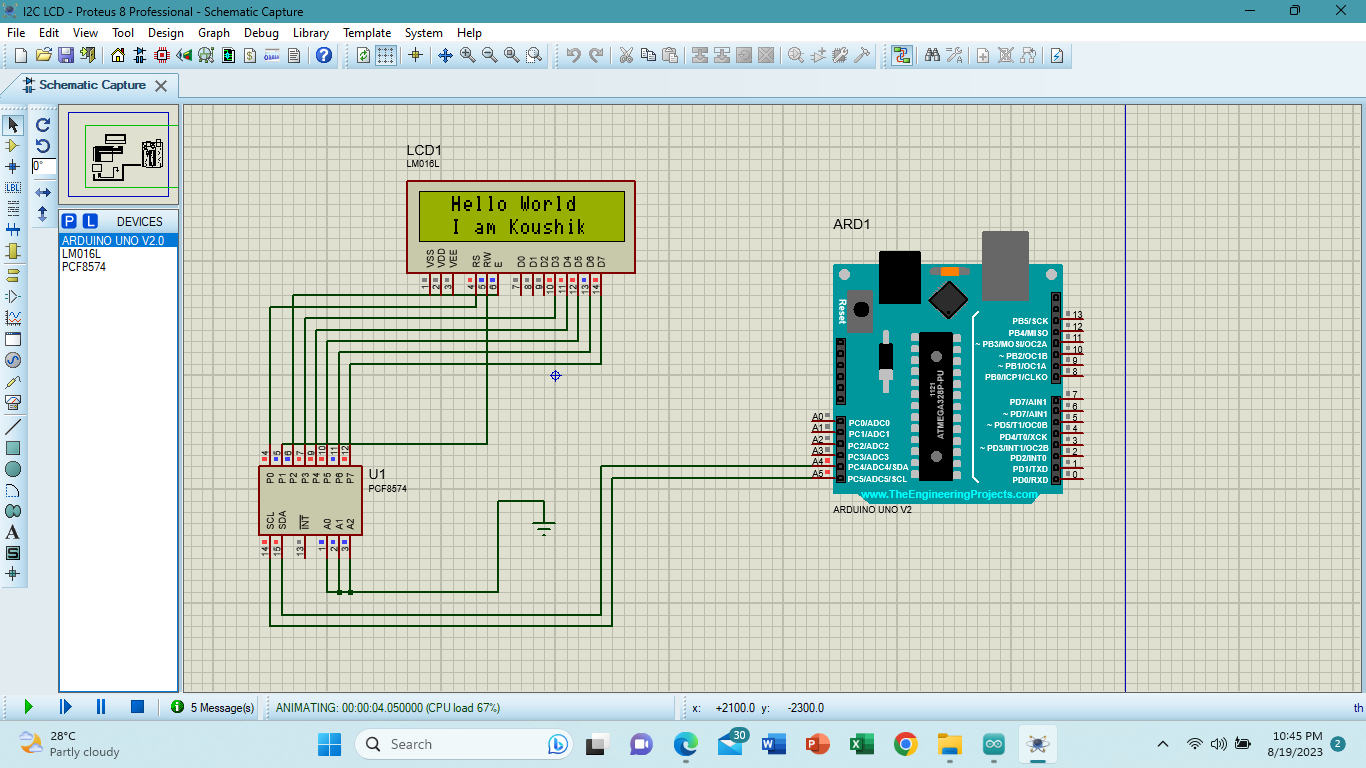 I2C LCD - Proteus 8 Professional - Schematic Capture
File Edit View Tool Design Graph Debug Library Template System Help
Schematic Capture
0°
LBL
P L DEVICES
ARDUINO UNO V2.0
LM016L
PCF8574
LCD1
LM016L
Hello World
I am Koushik
VSS VDD VEE RS RW E D0 D1 D2 D3 D4 D5 D6 D7
1 2 3 4 5 6 7 8 9 10 11 12 13 14
4 5 6 7 9 10 11 12
P0 P1 P2 P3 P4 P5 P6 P7
U1
PCF8574
SCL SDA INT A0 A1 A2
14 15 13 1 2 3
ARD1
Reset
1121
ATMEGA328P-PU
PB5/SCK 13
PB4/MISO 12
~ PB3/MOSI/OC2A 11
~ PB2/OC1B 10
~ PB1/OC1A 9
PB0/ICP1/CLKO 8
PD7/AIN1 7
~ PD7/AIN1 6
~ PD5/T1/OC0B 5
PD4/T0/XCK 4
~ PD3/INT1/OC2B 3
PD2/INT0 2
PD1/TXD 1
PD0/RXD 0
A0 PC0/ADC0
A1 PC1/ADC1
A2 PC2/ADC2
A3 PC3/ADC3
A4 PC4/ADC4/SDA
A5 PC5/ADC5/SCL
www.TheEngineeringProjects.com
ARDUINO UNO V2
5 Message(s) ANIMATING: 00:00:04.050000 (CPU load 67%) x: +2100.0 y: -2300.0 th
28°C
Partly cloudy
Search
30
10:45 PM
8/19/2023
2